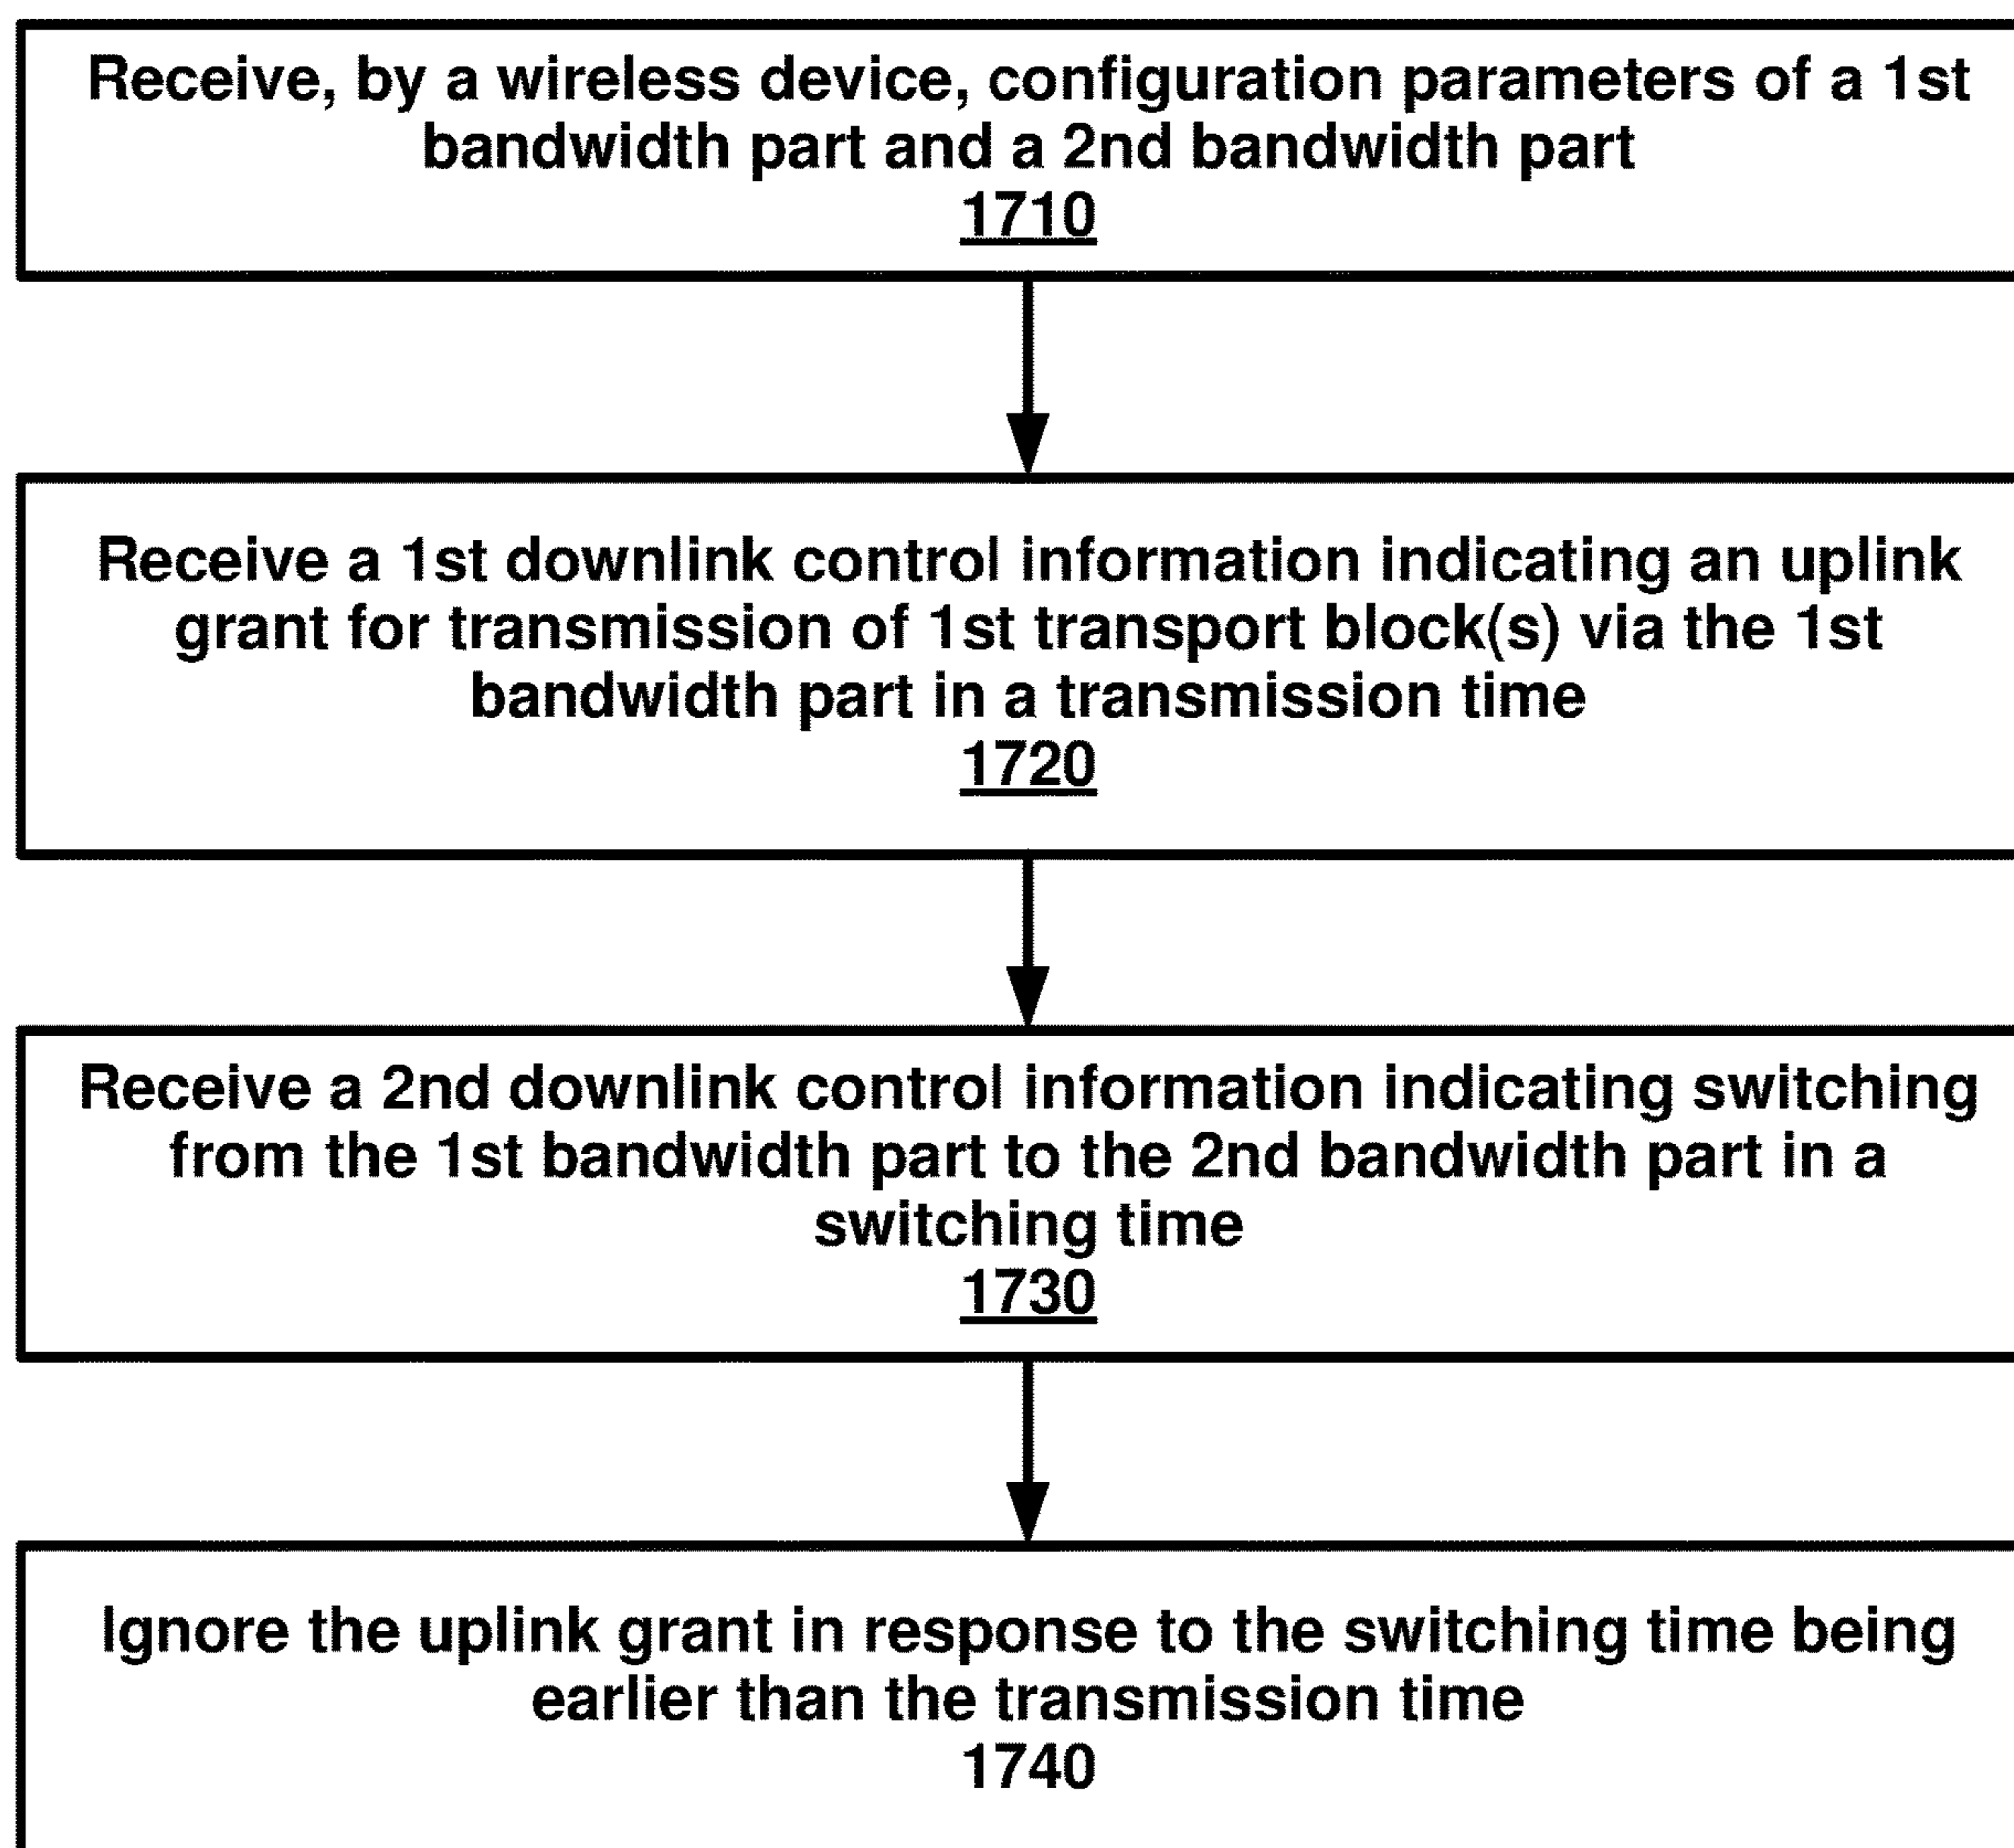 Receive, by a wireless device, configuration parameters of a 1st
bandwidth part and a 2nd bandwidth part
1710
Receive a 1st downlink control information indicating an uplink
grant for transmission of 1st transport block(s) via the 1st
bandwidth part in a transmission time
1720
Receive a 2nd downlink control information indicating switching
from the 1st bandwidth part to the 2nd bandwidth part in a
switching time
1730
Ignore the uplink grant in response to the switching time being
earlier than the transmission time
1740